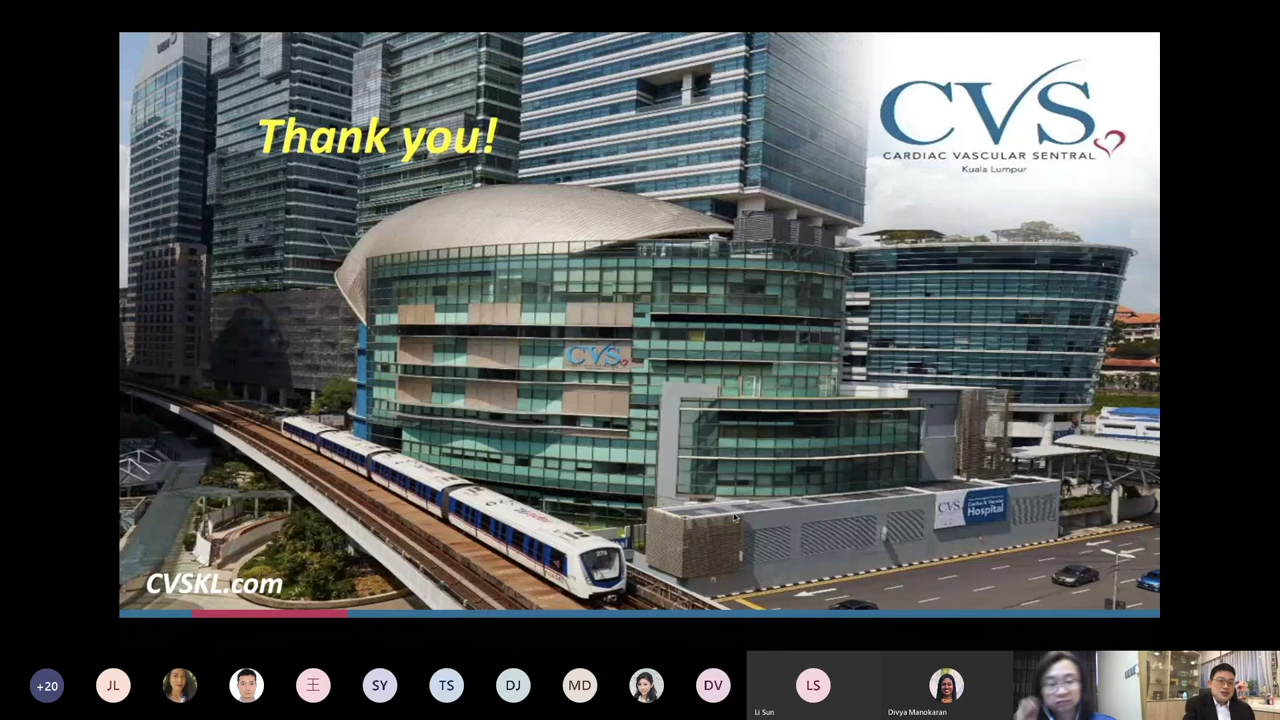 Thank you!
CVS
CARDIAC VASCULAR SENTRAL
Kuala Lumpur
CVS
CVS
Hospital
CVSKL.com
+20
JL
王
SY
TS
DJ
MD
DV
LS
Li Sun
Divya Manokaran